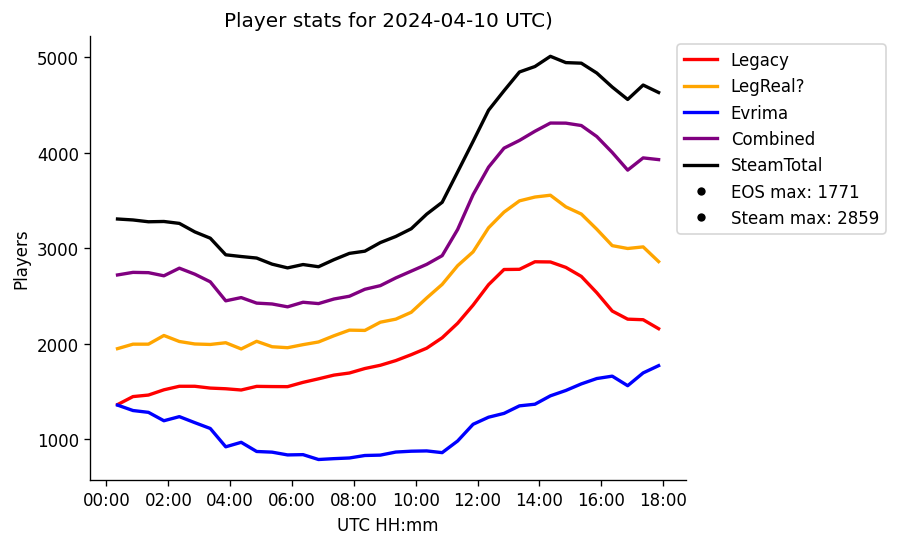 Player stats for 2024-04-10 UTC)
Legacy
LegReal?
Evrima
Combined
SteamTotal
EOS max: 1771
Steam max: 2859
Players
5000
4000
3000
2000
1000
00:00 02:00 04:00 06:00 08:00 10:00 12:00 14:00 16:00 18:00
UTC HH:mm